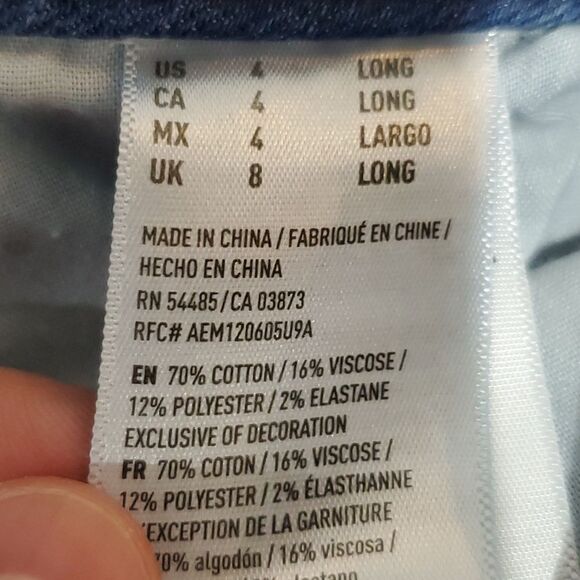 US 4 LONG
CA 4 LONG
MX 4 LARGO
UK 8 LONG
MADE IN CHINA / FABRIQUÉ EN CHINE /
HECHO EN CHINA
RN 54485/CA 03873
RFC# AEM120605U9A
EN 70% COTTON / 16% VISCOSE /
12% POLYESTER / 2% ELASTANE
EXCLUSIVE OF DECORATION
FR 70% COTON / 16% VISCOSE /
12% POLYESTER / 2% ÉLASTHANNE
'EXCEPTION DE LA GARNITURE
70% algodón / 16% viscosa /